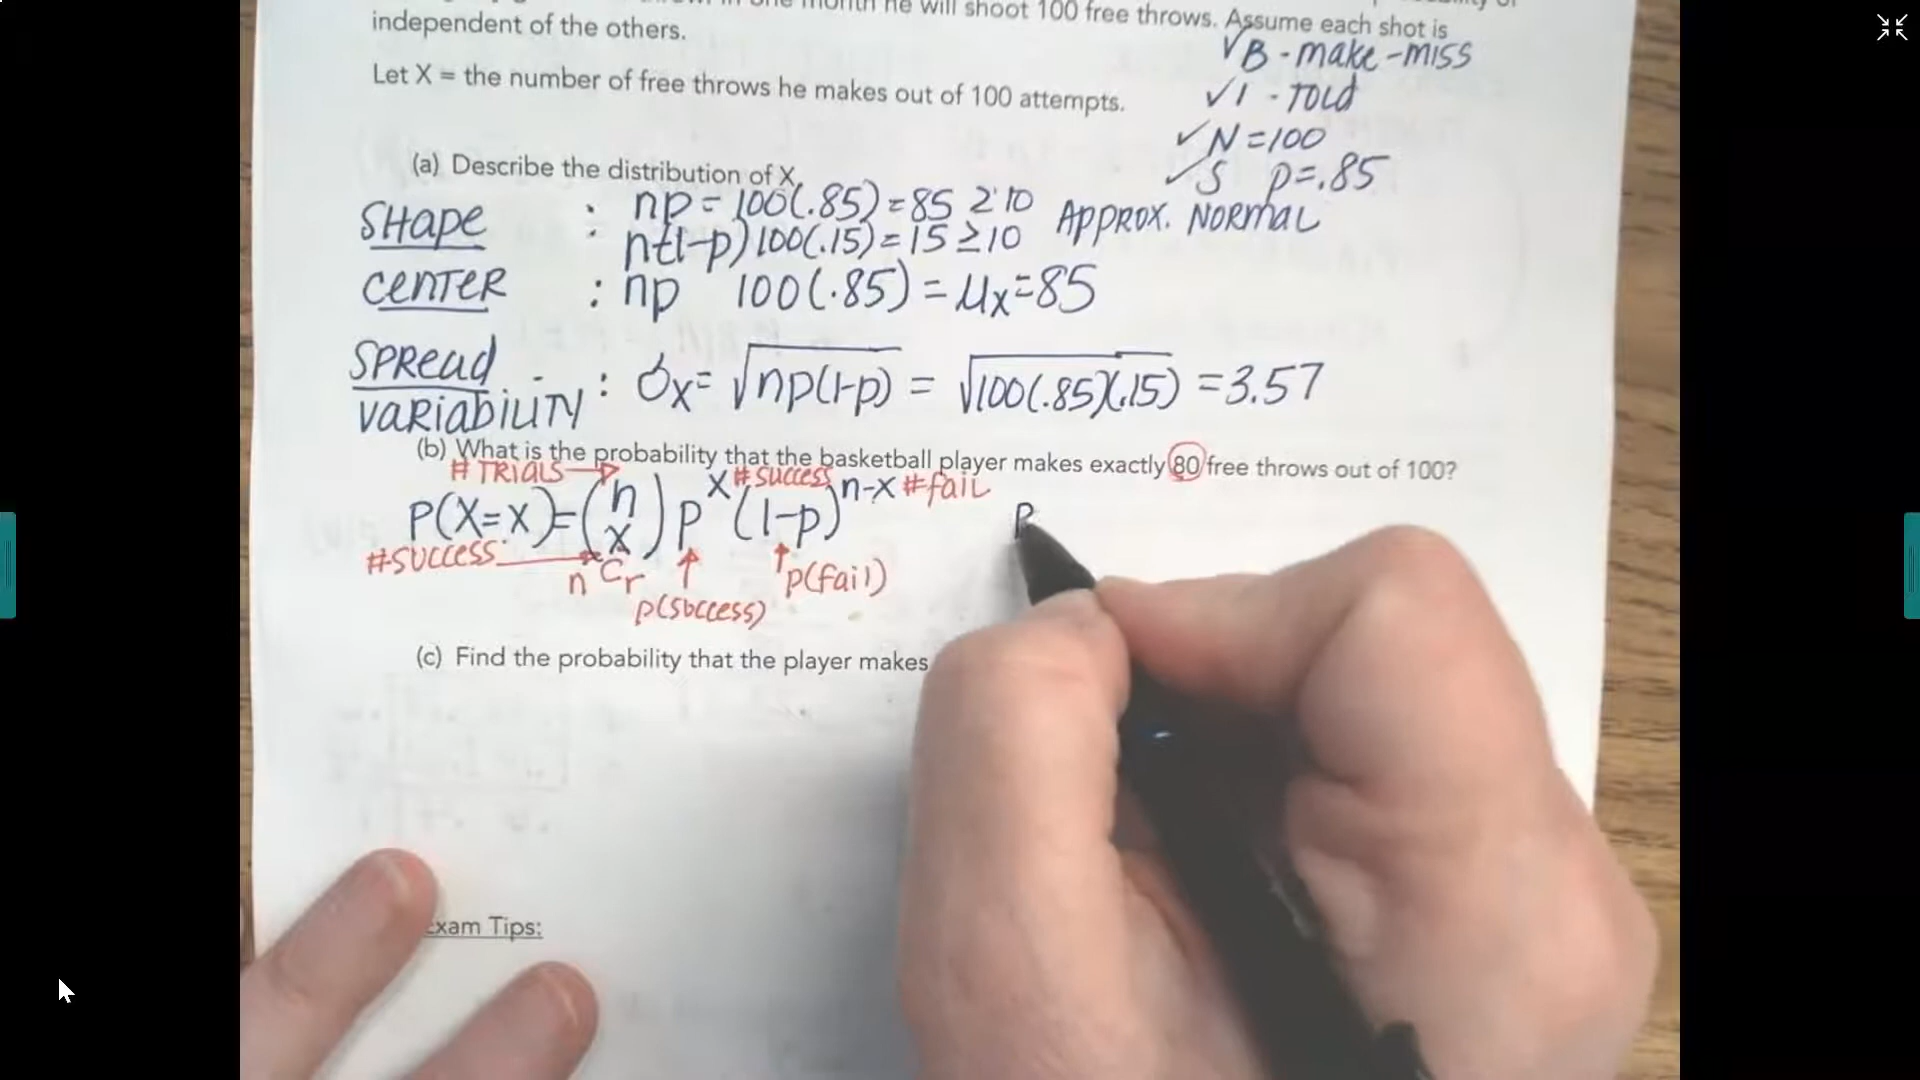 month he will shoot 100 free throws. Assume each shot is
independent of the others.
Let X = the number of free throws he makes out of 100 attempts.
✓B - make - miss
✓I - TOLD
✓N = 100
✓S p = .85
(a) Describe the distribution of X.
SHAPE : np = 100(.85) = 85 ≥ 10 APPROX. NORMAL
: n(1-p) 100(.15) = 15 ≥ 10
CENTER : np 100(.85) = μx = 85
SPREAD
VARIABILITY : σx = √np(1-p) = √100(.85)(.15) = 3.57
(b) What is the probability that the basketball player makes exactly 80 free throws out of 100?
# TRIALS # success
P(X=x) = (n x) p^x (1-p)^n-x # fail P
# SUCCESS
nCr p(fail)
p(success)
(c) Find the probability that the player makes
Exam Tips: